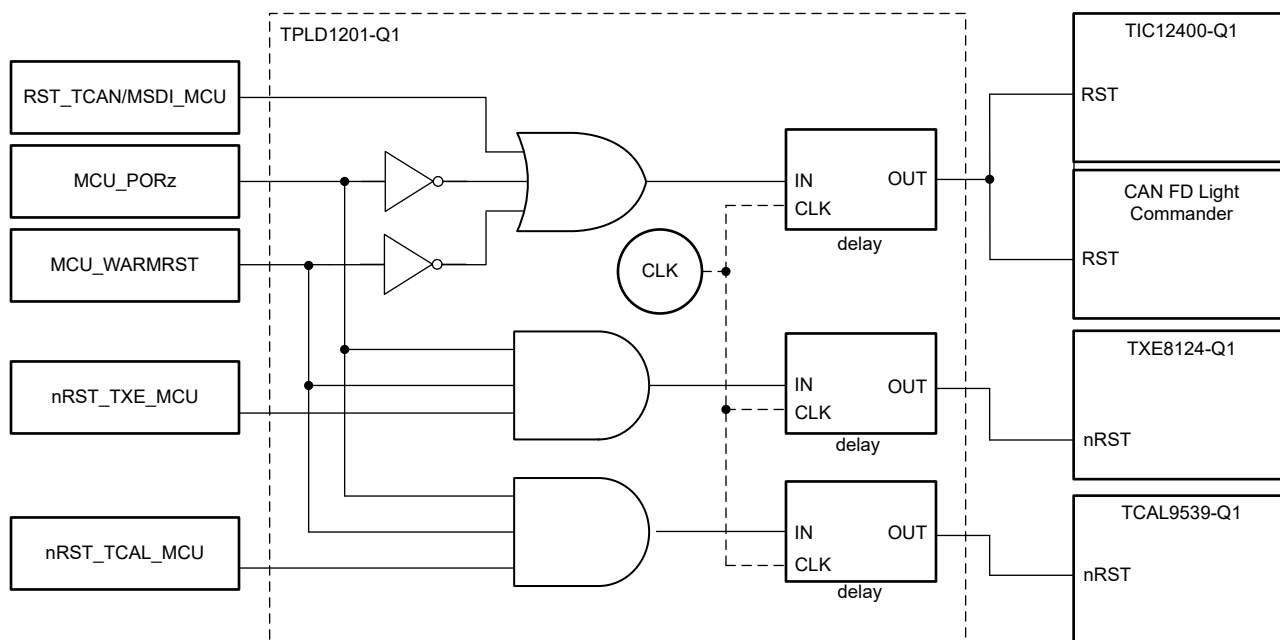 TPLD1201-Q1
TIC12400-Q1
RST_TCAN/MSDI_MCU
RST
MCU_PORz
IN
OUT
CLK
delay
CAN FD Light
Commander
MCU_WARMRST
CLK
RST
TXE8124-Q1
nRST_TXE_MCU
IN
OUT
CLK
delay
nRST
TCAL9539-Q1
nRST_TCAL_MCU
IN
OUT
CLK
delay
nRST